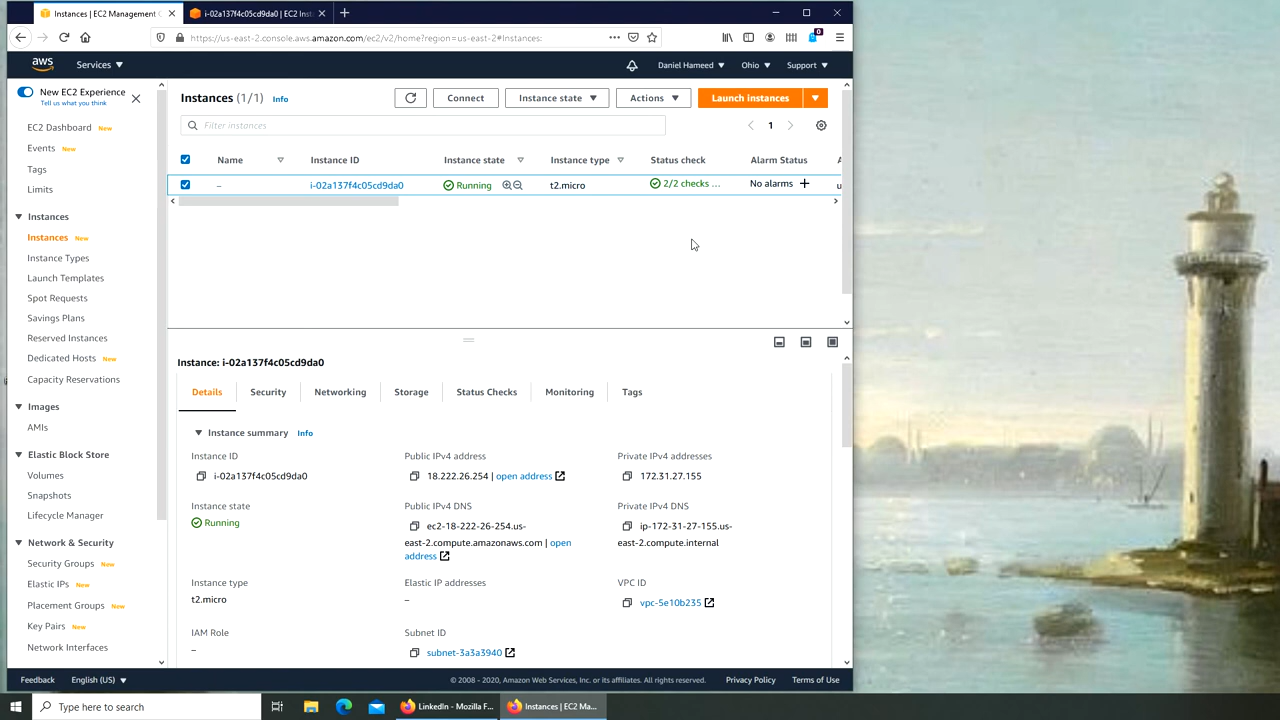 Instances | EC2 Management C
i-02a137f4c05cd9da0 | EC2 Inst
https://us-east-2.console.aws.amazon.com/ec2/v2/home?region=us-east-2#Instances:
0
aws
Services
Daniel Hameed
Ohio
Support
New EC2 Experience
Tell us what you think
EC2 Dashboard New
Events New
Tags
Limits
Instances
Instances New
Instance Types
Launch Templates
Spot Requests
Savings Plans
Reserved Instances
Dedicated Hosts New
Capacity Reservations
Images
AMIs
Elastic Block Store
Volumes
Snapshots
Lifecycle Manager
Network & Security
Security Groups New
Elastic IPs New
Placement Groups New
Key Pairs New
Network Interfaces
Instances (1/1) Info
Connect
Instance state
Actions
Launch instances
Filter instances
1
Name
Instance ID
Instance state
Instance type
Status check
Alarm Status
A
– i-02a137f4c05cd9da0 Running t2.micro 2/2 checks ... No alarms + u
Instance: i-02a137f4c05cd9da0
Details
Security
Networking
Storage
Status Checks
Monitoring
Tags
Instance summary Info
Instance ID
i-02a137f4c05cd9da0
Public IPv4 address
18.222.26.254 | open address
Private IPv4 addresses
172.31.27.155
Instance state
Running
Public IPv4 DNS
ec2-18-222-26-254.us-
east-2.compute.amazonaws.com | open
address
Private IPv4 DNS
ip-172-31-27-155.us-
east-2.compute.internal
Instance type
t2.micro
Elastic IP addresses
–
VPC ID
vpc-5e10b235
IAM Role
–
Subnet ID
subnet-3a3a3940
Feedback
English (US)
© 2008 - 2020, Amazon Web Services, Inc. or its affiliates. All rights reserved.
Privacy Policy
Terms of Use
Type here to search
LinkedIn - Mozilla F...
Instances | EC2 Ma...